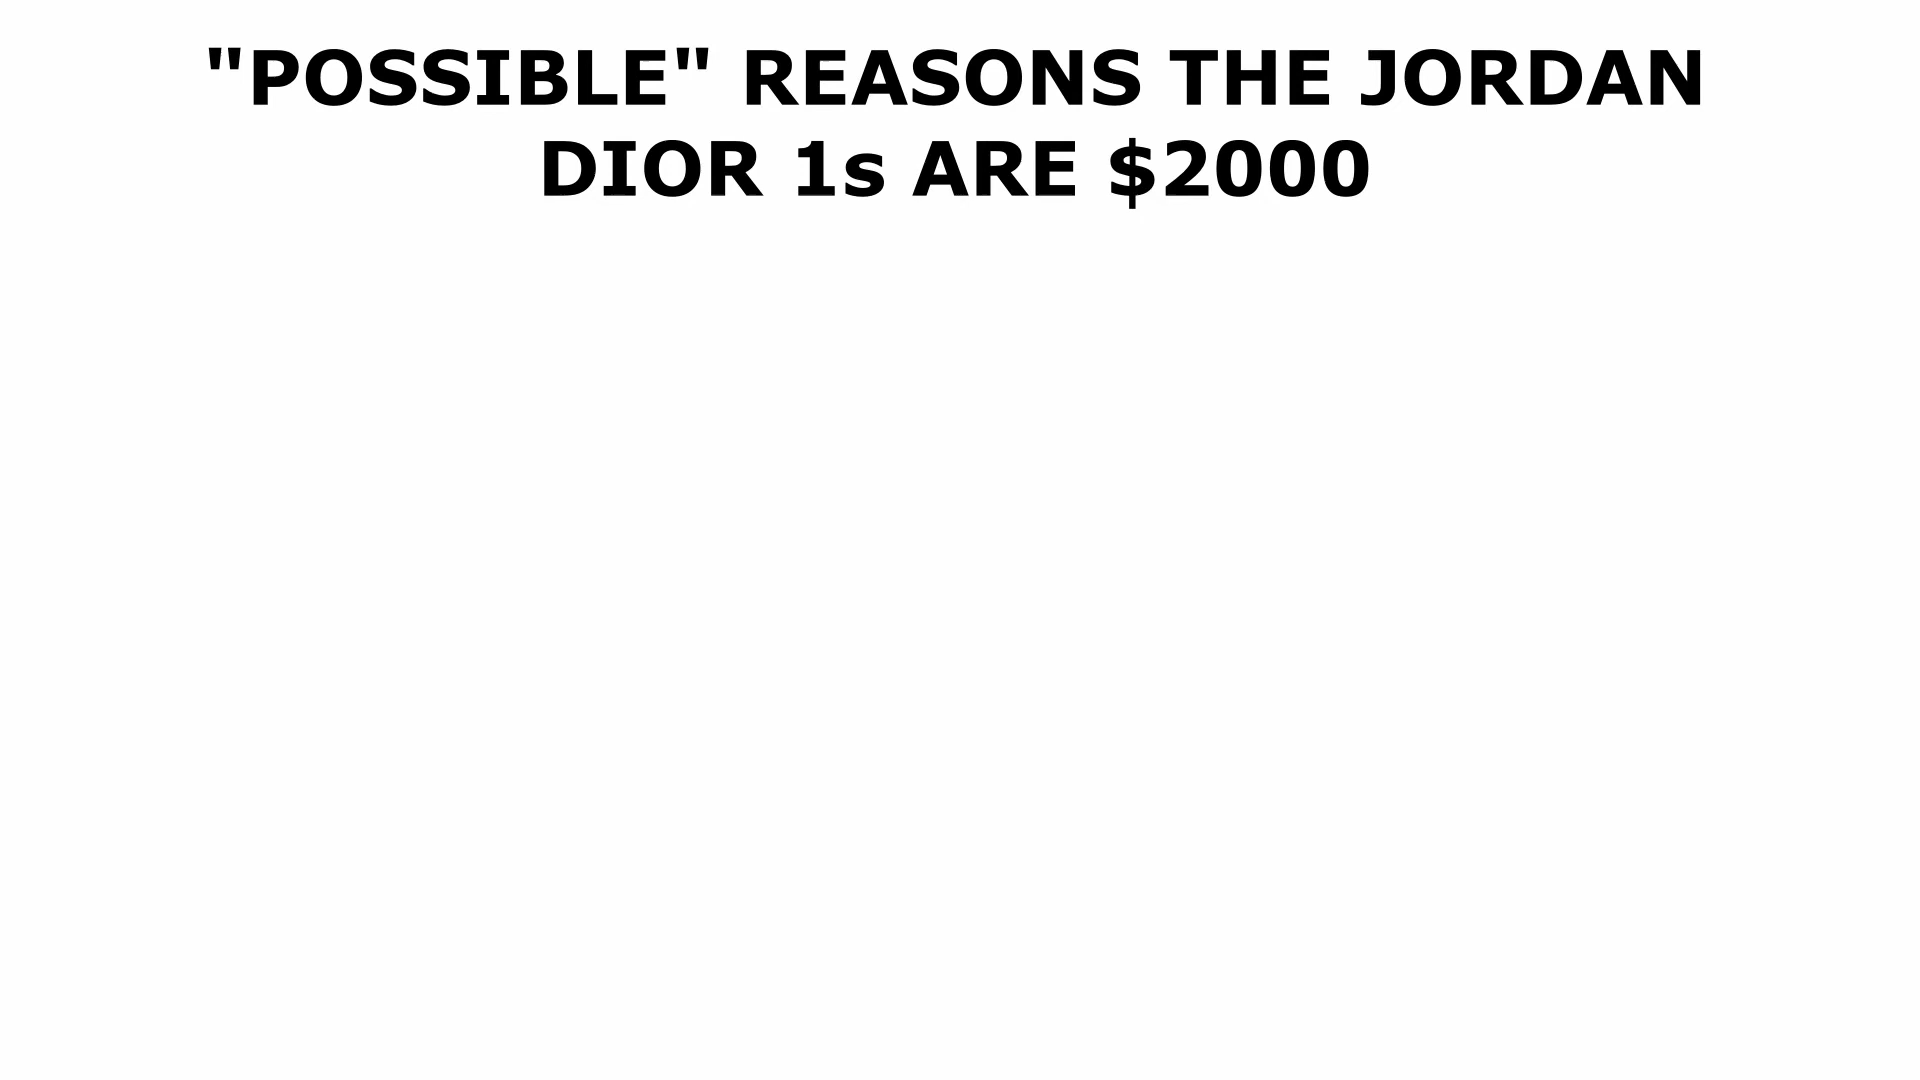 "POSSIBLE" REASONS THE JORDAN
DIOR 1s ARE $2000